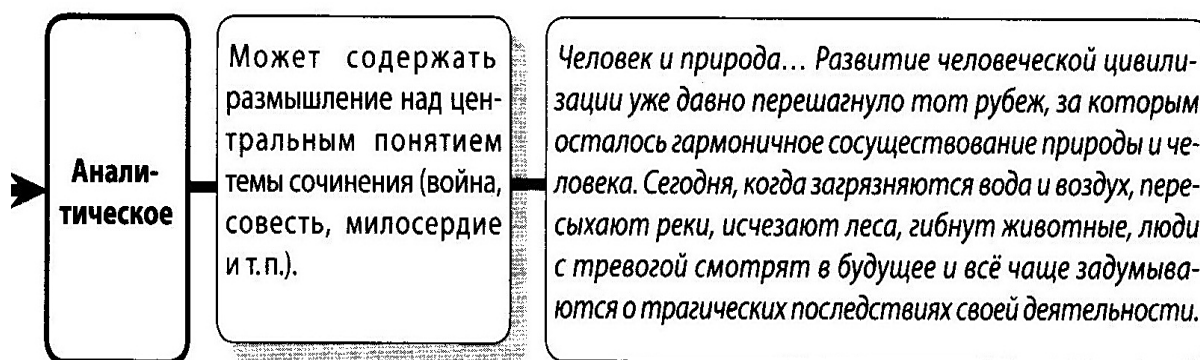 Анали-
тическое
Может содержать
размышление над цен-
тральным понятием
темы сочинения (война,
совесть, милосердие
и т. п.).
Человек и природа... Развитие человеческой цивили-
зации уже давно перешагнуло тот рубеж, за которым
осталось гармоничное сосуществование природы и че-
ловека. Сегодня, когда загрязняются вода и воздух, пере-
сыхают реки, исчезают леса, гибнут животные, люди
с тревогой смотрят в будущее и всё чаще задумыва-
ются о трагических последствиях своей деятельности.